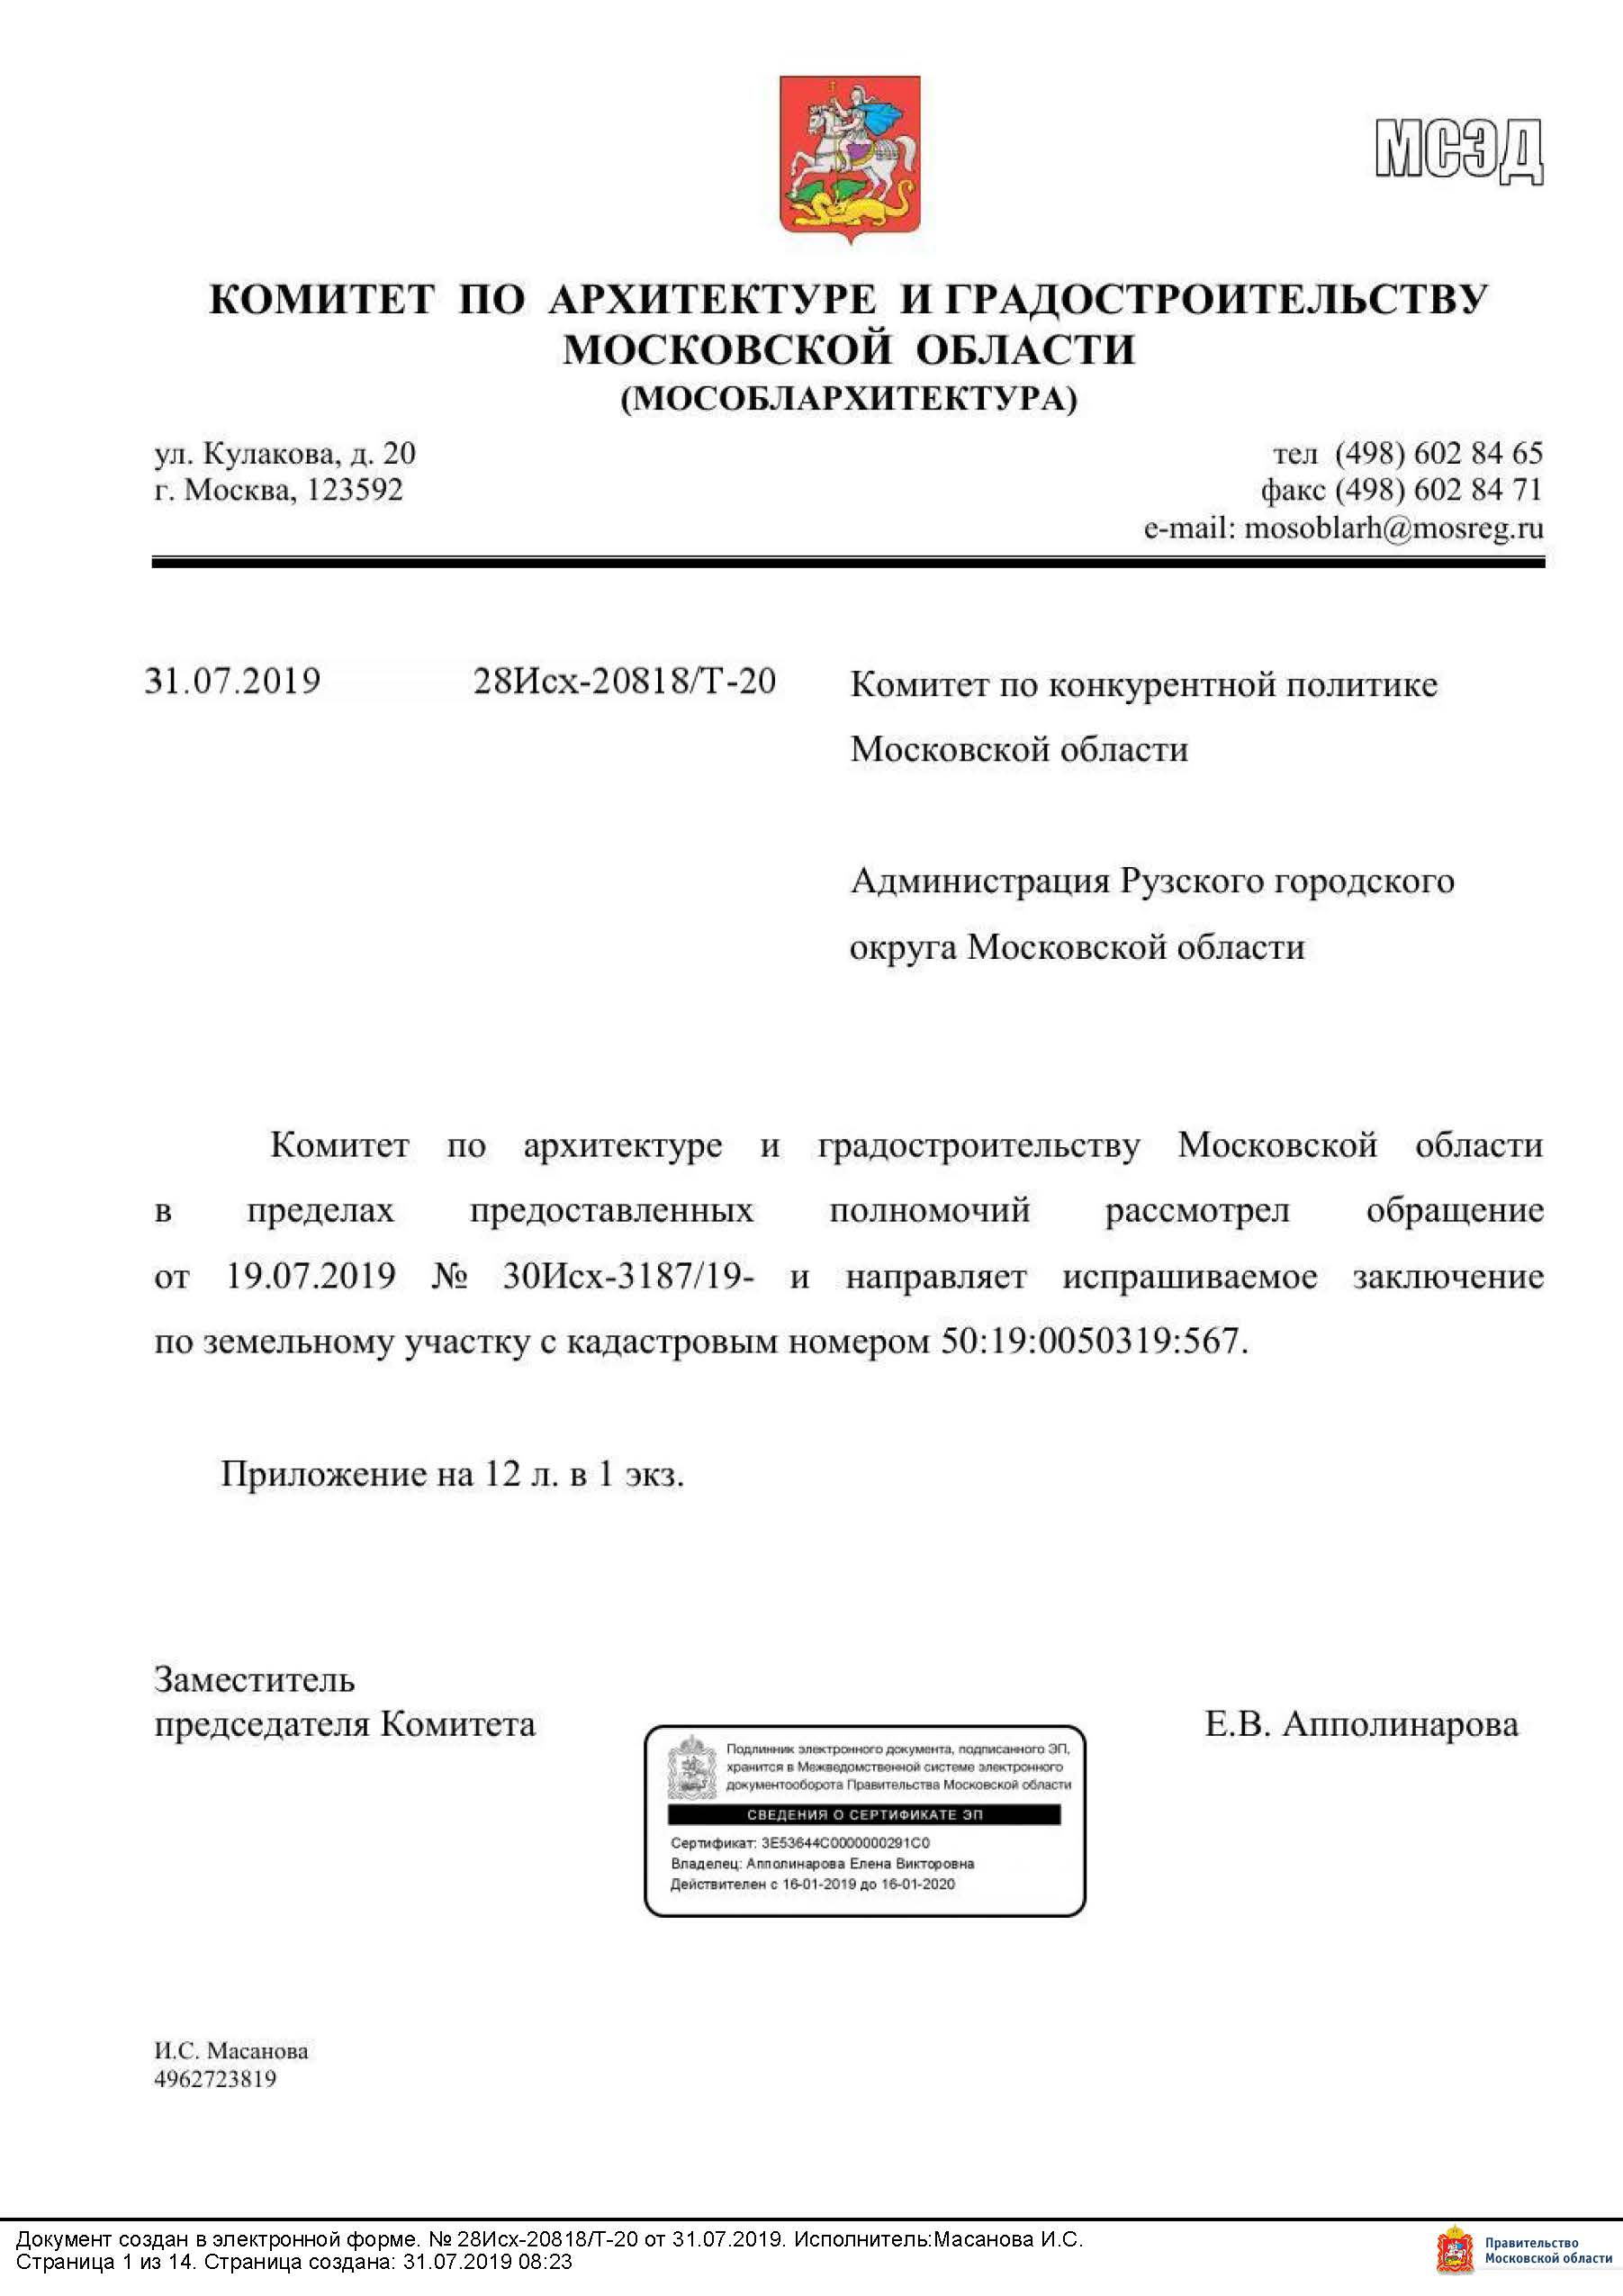 МСЭД
КОМИТЕТ ПО АРХИТЕКТУРЕ И ГРАДОСТРОИТЕЛЬСТВУ
МОСКОВСКОЙ ОБЛАСТИ
(МОСОБЛАРХИТЕКТУРА)
ул. Кулакова, д. 20
г. Москва, 123592
тел (498) 602 84 65
факс (498) 602 84 71
e-mail: mosoblarh@mosreg.ru
31.07.2019 28Исх-20818/Т-20
Комитет по конкурентной политике
Московской области
Администрация Рузского городского
округа Московской области
Комитет по архитектуре и градостроительству Московской области
в пределах предоставленных полномочий рассмотрел обращение
от 19.07.2019 № 30Исх-3187/19- и направляет испрашиваемое заключение
по земельному участку с кадастровым номером 50:19:0050319:567.
Приложение на 12 л. в 1 экз.
Заместитель
председателя Комитета
Е.В. Апполинарова
Подлинник электронного документа, подписанного ЭП,
хранится в Межведомственной системе электронного
документооборота Правительства Московской области
СВЕДЕНИЯ О СЕРТИФИКАТЕ ЭП
Сертификат: 3E53644C0000000291C0
Владелец: Апполинарова Елена Викторовна
Действителен с 16-01-2019 до 16-01-2020
И.С. Масанова
4962723819
Документ создан в электронной форме. № 28Исх-20818/Т-20 от 31.07.2019. Исполнитель:Масанова И.С.
Страница 1 из 14. Страница создана: 31.07.2019 08:23
Правительство
Московской области